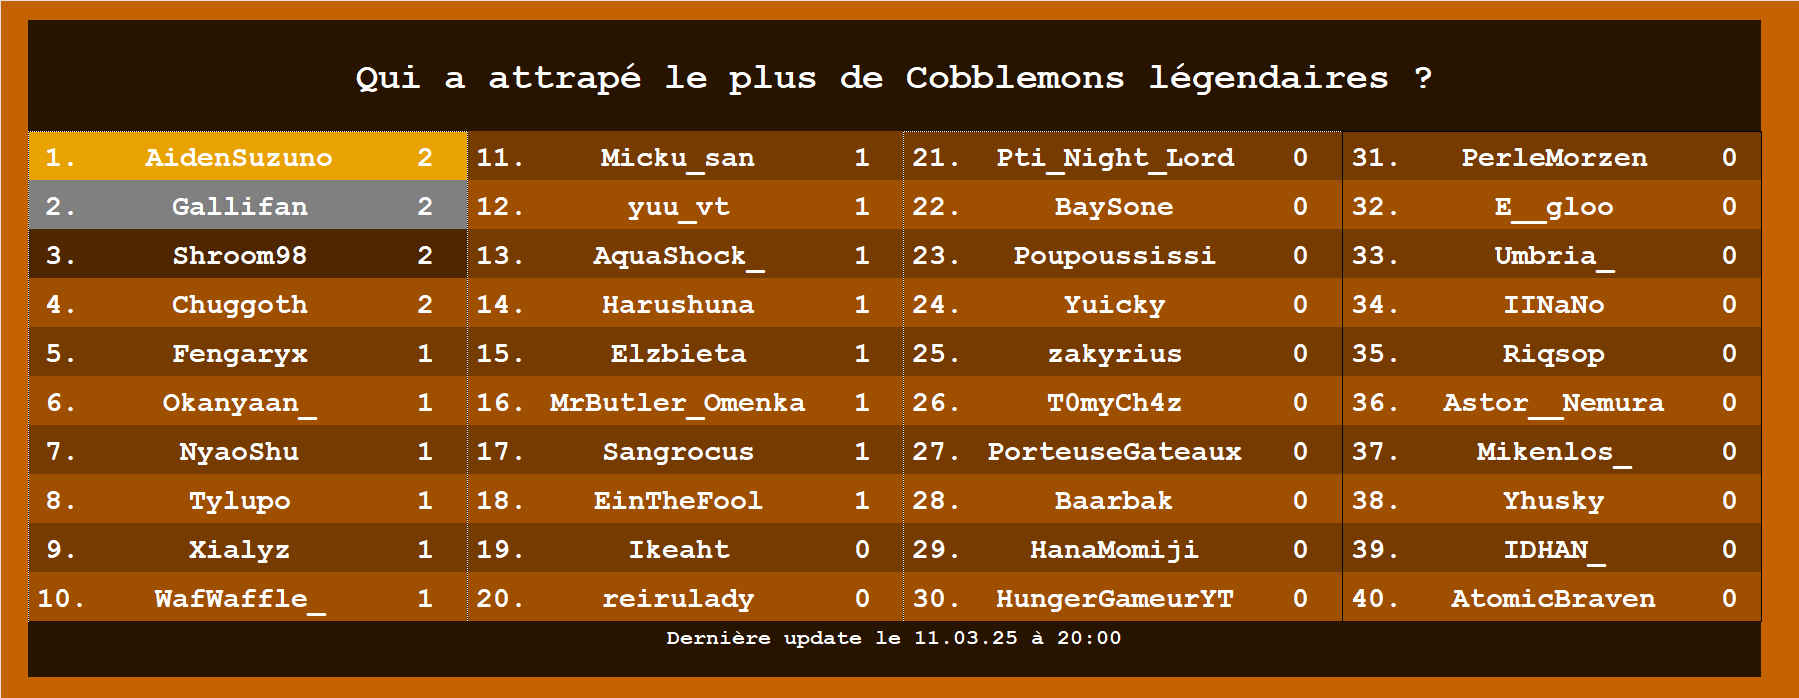 Qui a attrapé le plus de Cobblemons légendaires ?
1. AidenSuzuno 2
2. Gallifan 2
3. Shroom98 2
4. Chuggoth 2
5. Fengaryx 1
6. Okanyaan_ 1
7. NyaoShu 1
8. Tylupo 1
9. Xialyz 1
10. WafWaffle_ 1
11. Micku_san 1
12. yuu_vt 1
13. AquaShock_ 1
14. Harushuna 1
15. Elzbieta 1
16. MrButler_Omenka 1
17. Sangrocus 1
18. EinTheFool 1
19. Ikeaht 0
20. reirulady 0
21. Pti_Night_Lord 0
22. BaySone 0
23. Poupoussissi 0
24. Yuicky 0
25. zakyrius 0
26. T0myCh4z 0
27. PorteuseGateaux 0
28. Baarbak 0
29. HanaMomiji 0
30. HungerGameurYT 0
31. PerleMorzen 0
32. E__gloo 0
33. Umbria_ 0
34. IINaNo 0
35. Riqsop 0
36. Astor__Nemura 0
37. Mikenlos_ 0
38. Yhusky 0
39. IDHAN_ 0
40. AtomicBraven 0
Dernière update le 11.03.25 à 20:00